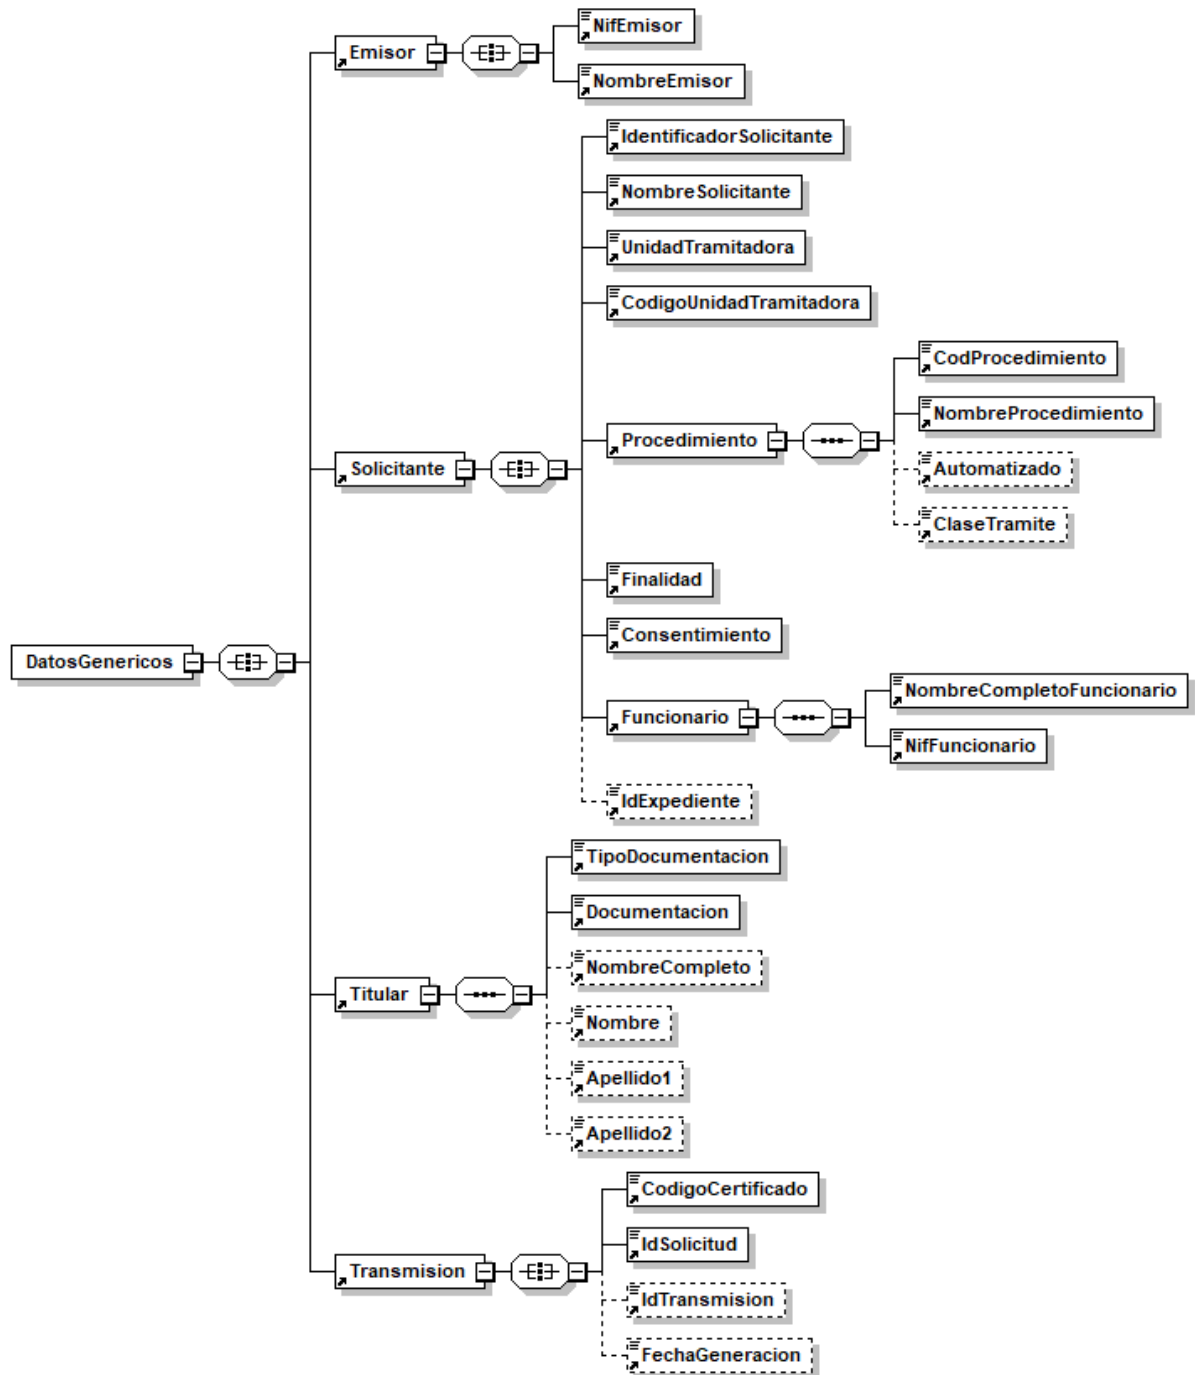 Emisor
NifEmisor
NombreEmisor
IdentificadorSolicitante
NombreSolicitante
UnidadTramitadora
CodigoUnidadTramitadora
CodProcedimiento
NombreProcedimiento
Procedimiento
Solicitante
Automatizado
ClaseTramite
Finalidad
Consentimiento
DatosGenericos
NombreCompletoFuncionario
Funcionario
NifFuncionario
IdExpediente
TipoDocumentacion
Documentacion
NombreCompleto
Titular
Nombre
Apellido1
Apellido2
CodigoCertificado
IdSolicitud
Transmision
IdTransmision
FechaGeneracion